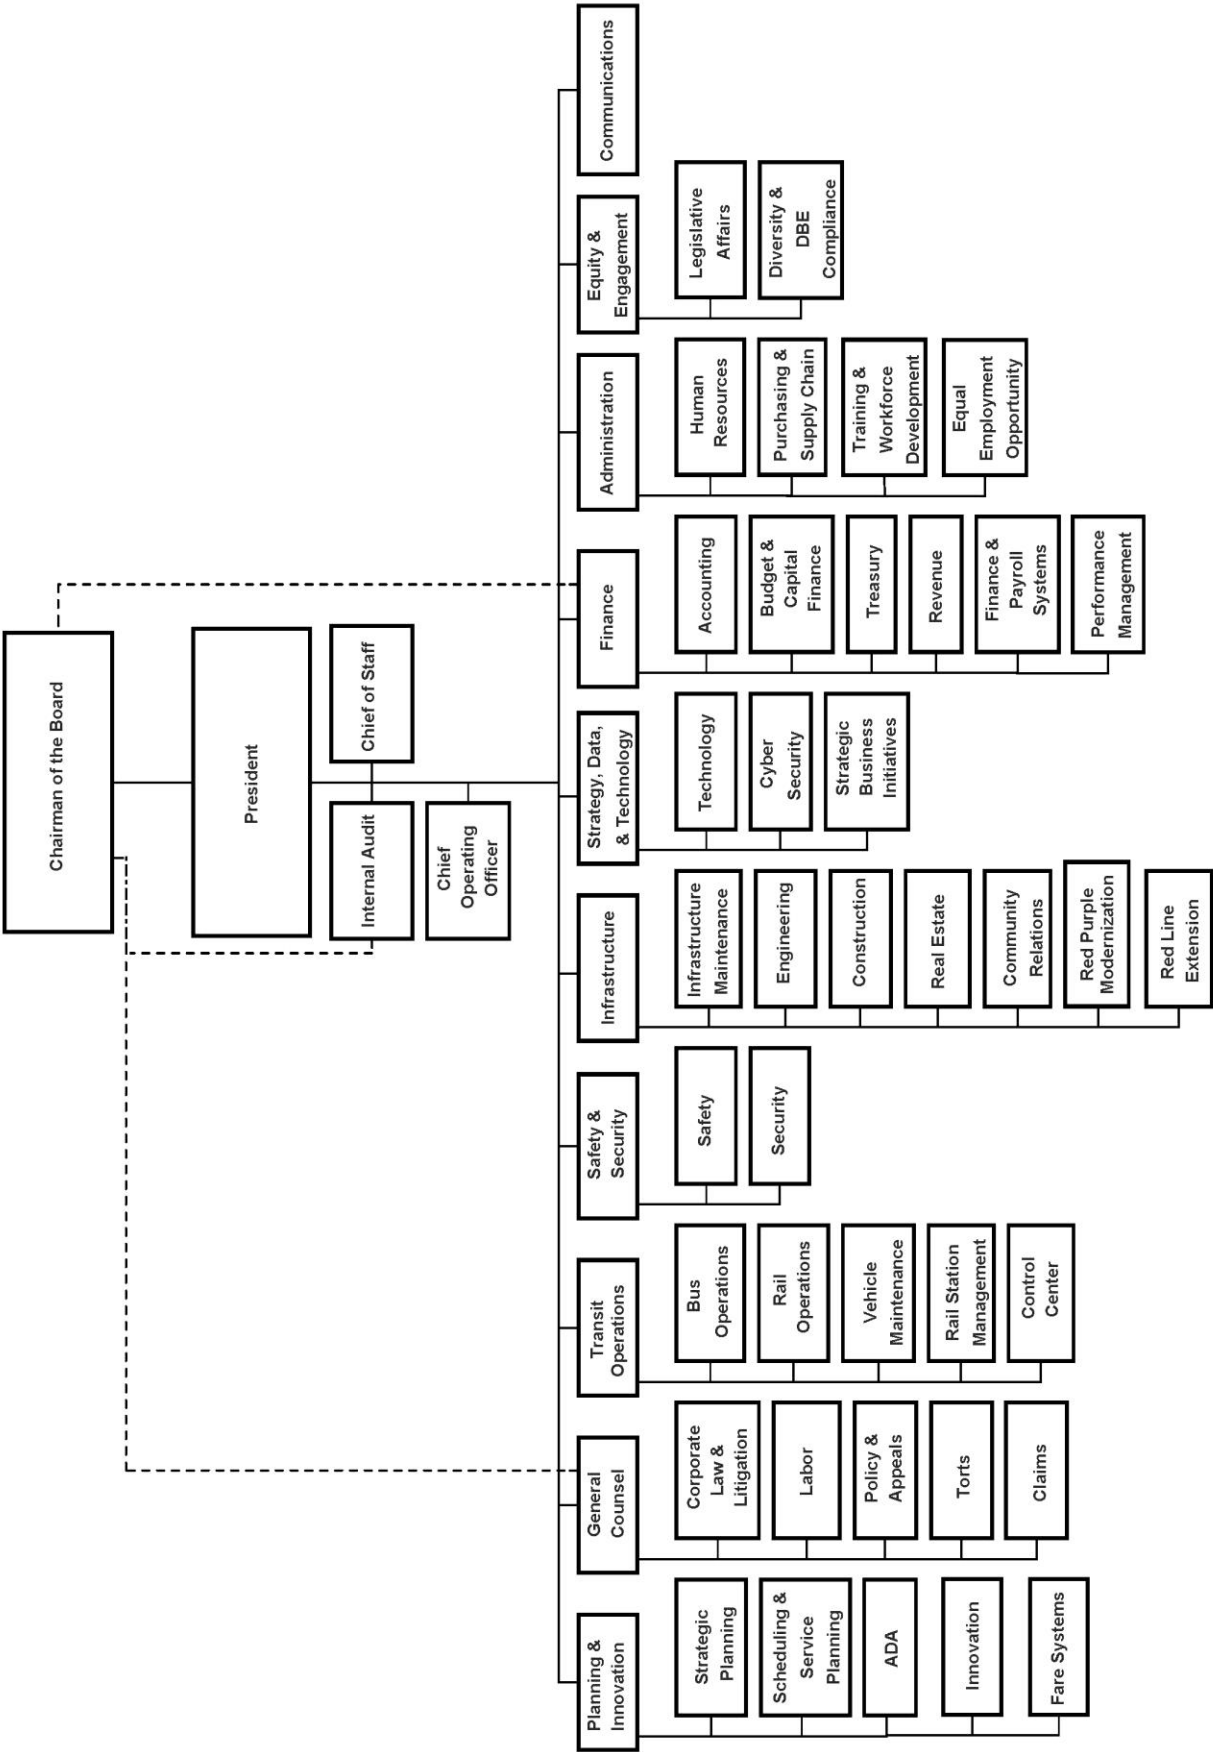 Chairman of the Board
President
Internal Audit
Chief of Staff
Chief
Operating
Officer
Planning &
Innovation
Strategic
Planning
Scheduling &
Service
Planning
ADA
Innovation
Fare Systems
General
Counsel
Corporate
Law &
Litigation
Labor
Policy &
Appeals
Torts
Claims
Transit
Operations
Bus
Operations
Rail
Operations
Vehicle
Maintenance
Rail Station
Management
Control
Center
Safety &
Security
Safety
Security
Infrastructure
Infrastructure
Maintenance
Engineering
Construction
Real Estate
Community
Relations
Red Purple
Modernization
Red Line
Extension
Strategy, Data,
& Technology
Technology
Cyber
Security
Strategic
Business
Initiatives
Finance
Accounting
Budget &
Capital
Finance
Treasury
Revenue
Finance &
Payroll
Systems
Performance
Management
Administration
Human
Resources
Purchasing &
Supply Chain
Training &
Workforce
Development
Equal
Employment
Opportunity
Equity &
Engagement
Legislative
Affairs
Diversity &
DBE
Compliance
Communications